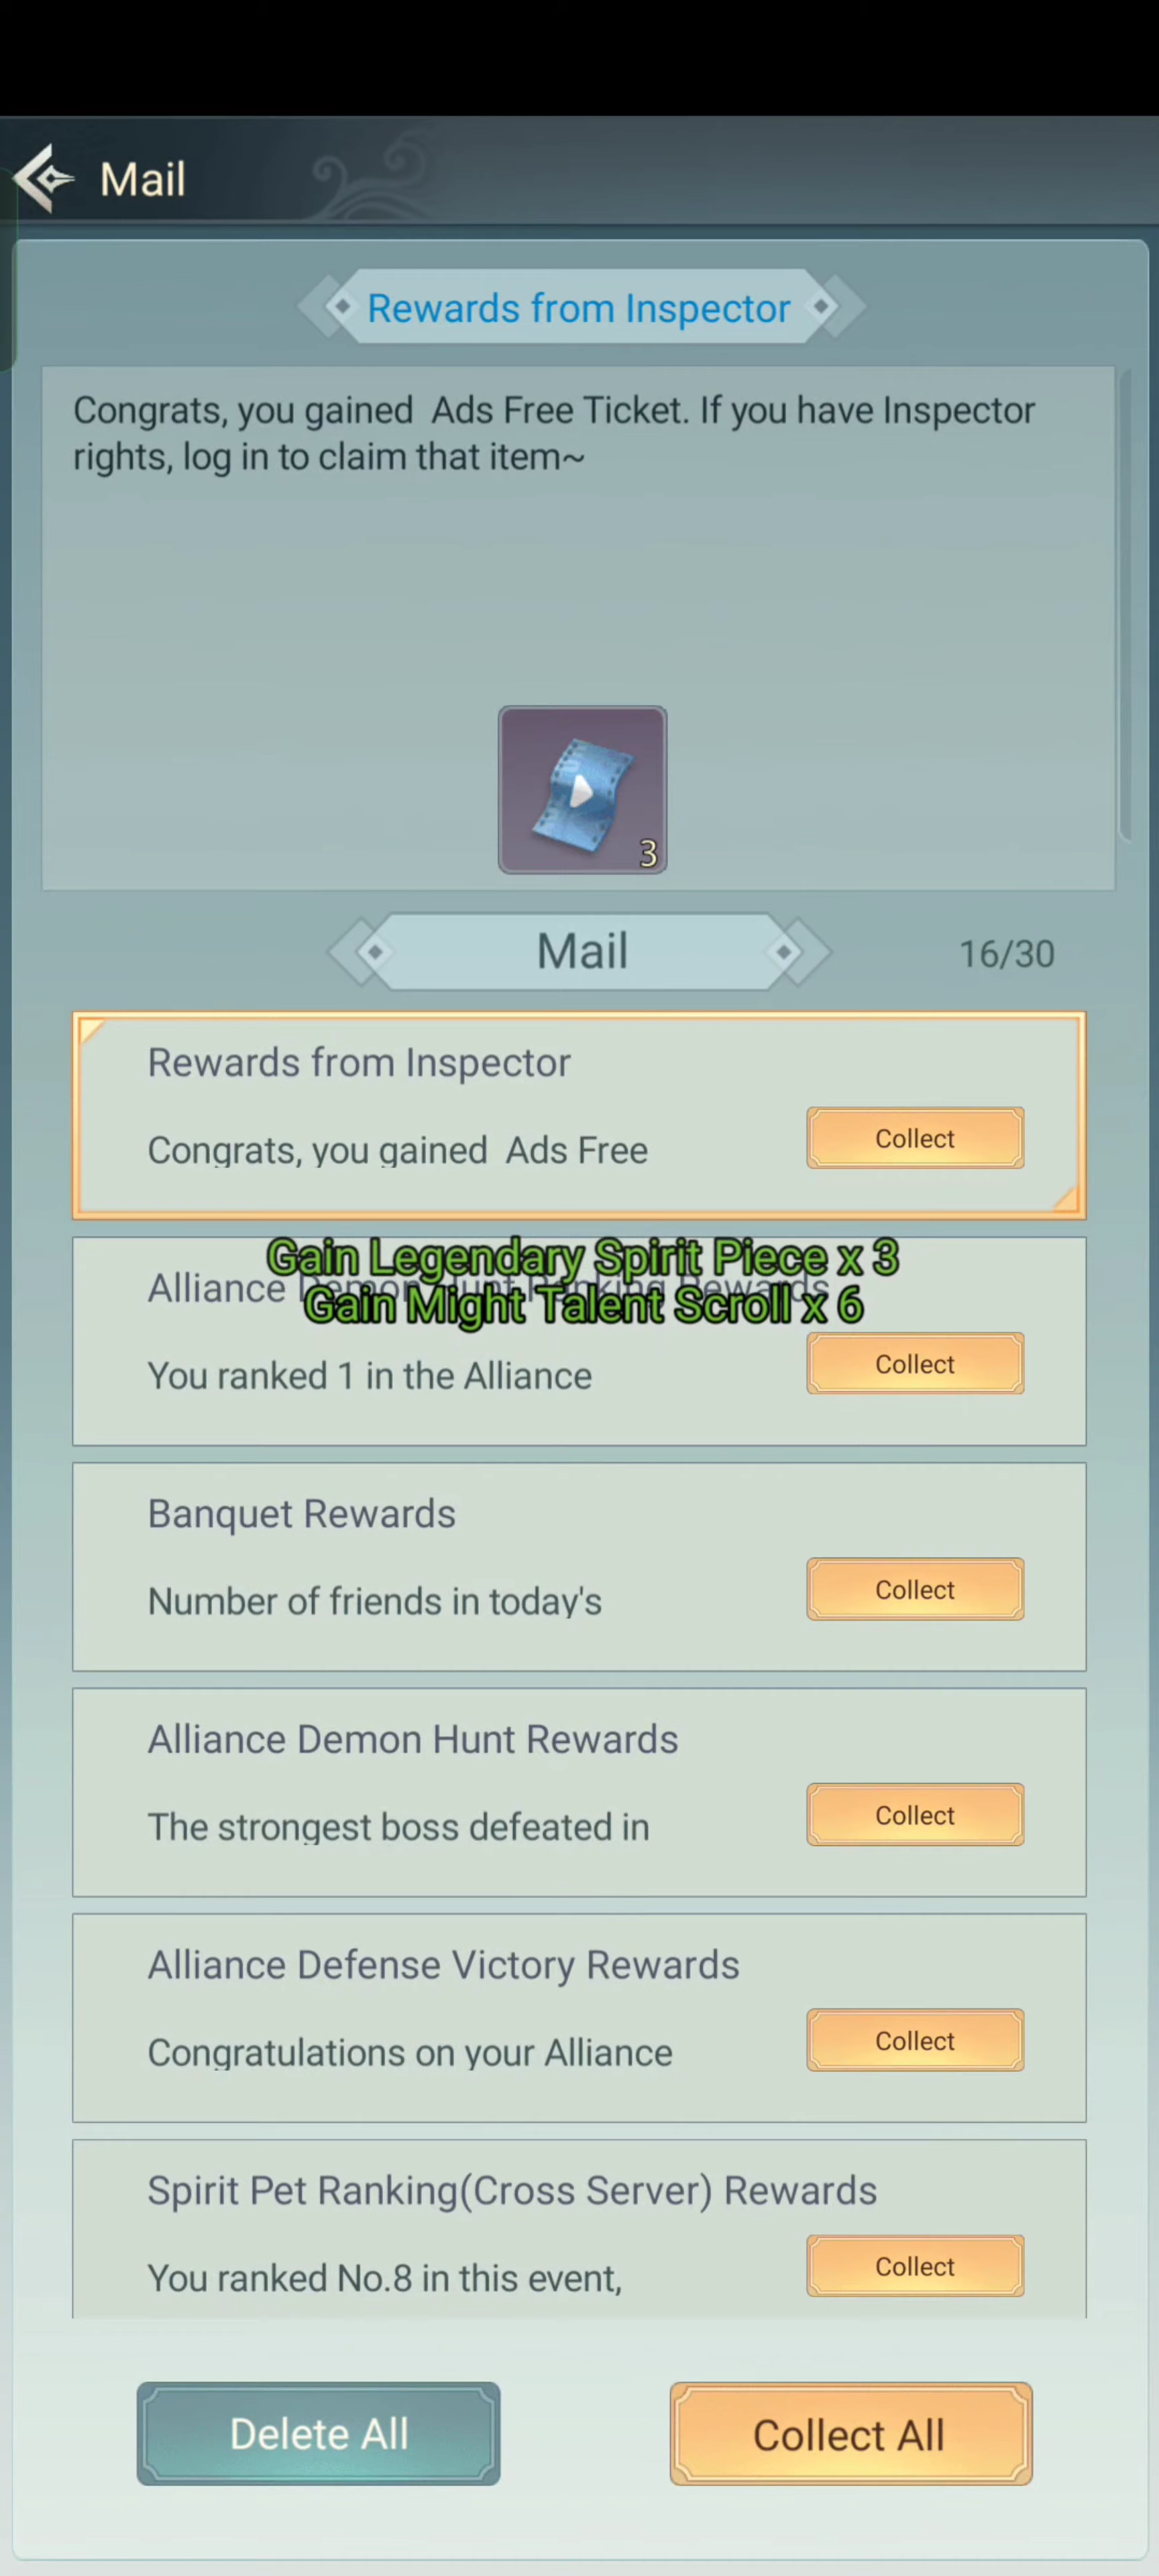 Mail
Rewards from Inspector
Congrats, you gained  Ads Free Ticket. If you have Inspector
rights, log in to claim that item~
3
Mail
16/30
Rewards from Inspector
Congrats, you gained  Ads Free
Collect
Gain Legendary Spirit Piece x 3
Alliance Demon Hunt Ranking Rewards
Gain Might Talent Scroll x 6
You ranked 1 in the Alliance
Collect
Banquet Rewards
Number of friends in today's
Collect
Alliance Demon Hunt Rewards
The strongest boss defeated in
Collect
Alliance Defense Victory Rewards
Congratulations on your Alliance
Collect
Spirit Pet Ranking(Cross Server) Rewards
You ranked No.8 in this event,
Collect
Delete All
Collect All